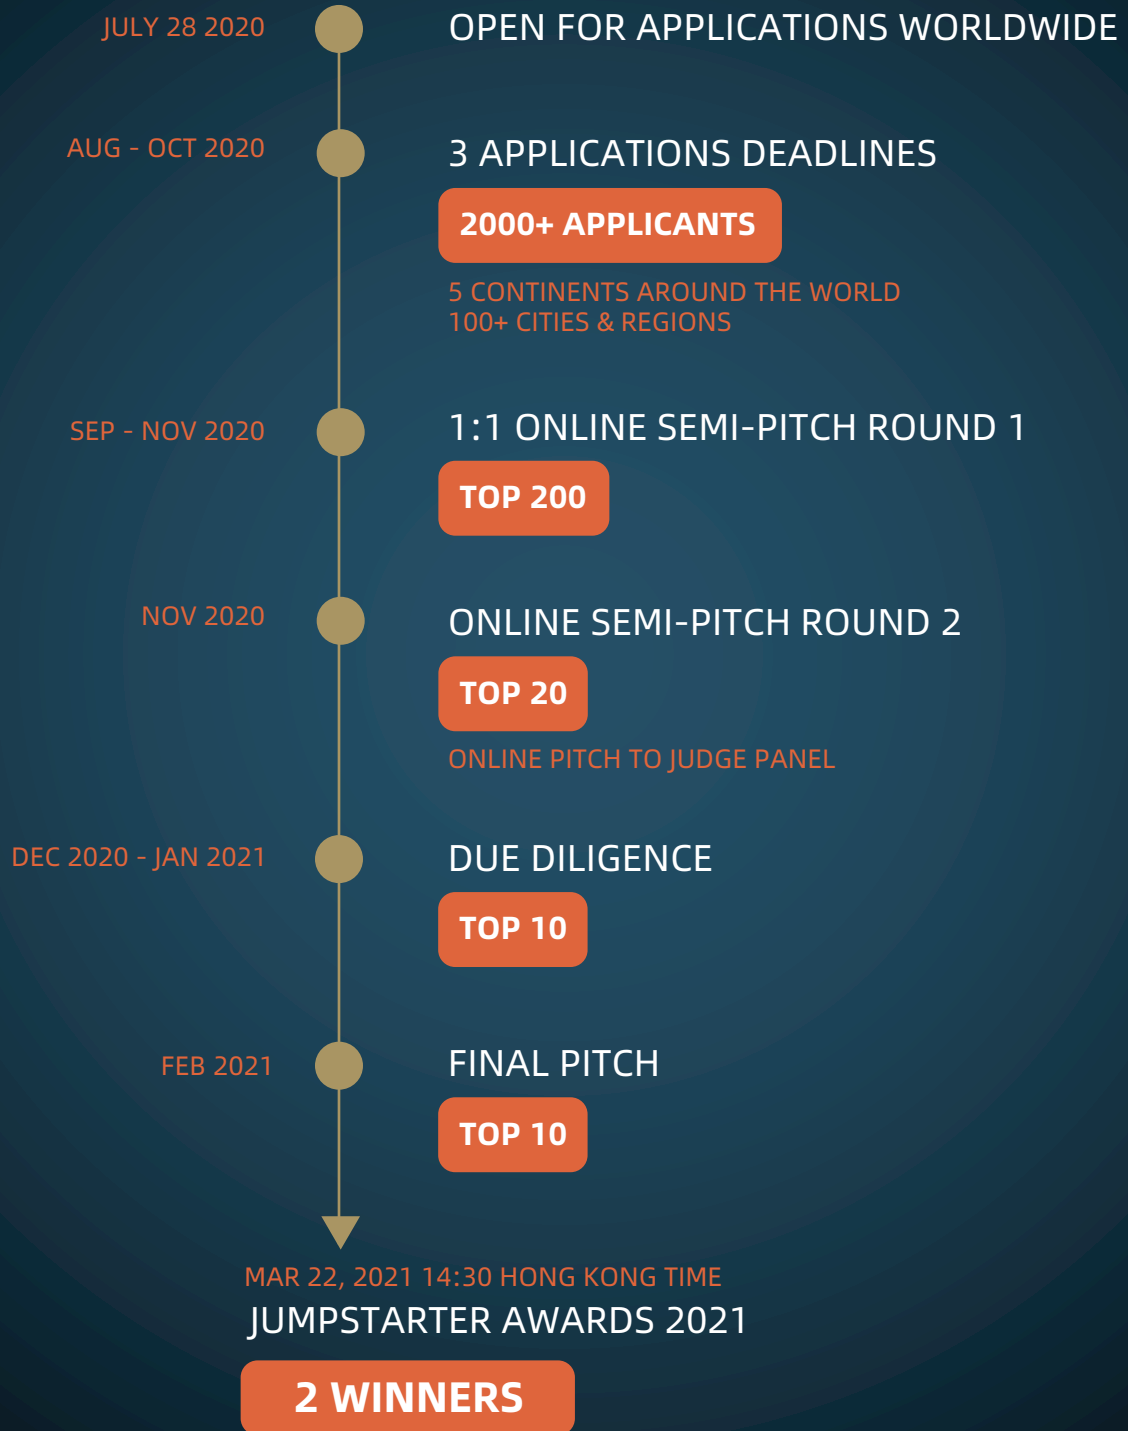 JULY 28 2020
OPEN FOR APPLICATIONS WORLDWIDE
AUG - OCT 2020
3 APPLICATIONS DEADLINES
2000+ APPLICANTS
5 CONTINENTS AROUND THE WORLD
100+ CITIES & REGIONS
SEP - NOV 2020
1:1 ONLINE SEMI-PITCH ROUND 1
TOP 200
NOV 2020
ONLINE SEMI-PITCH ROUND 2
TOP 20
ONLINE PITCH TO JUDGE PANEL
DEC 2020 - JAN 2021
DUE DILIGENCE
TOP 10
FEB 2021
FINAL PITCH
TOP 10
MAR 22, 2021 14:30 HONG KONG TIME
JUMPSTARTER AWARDS 2021
2 WINNERS